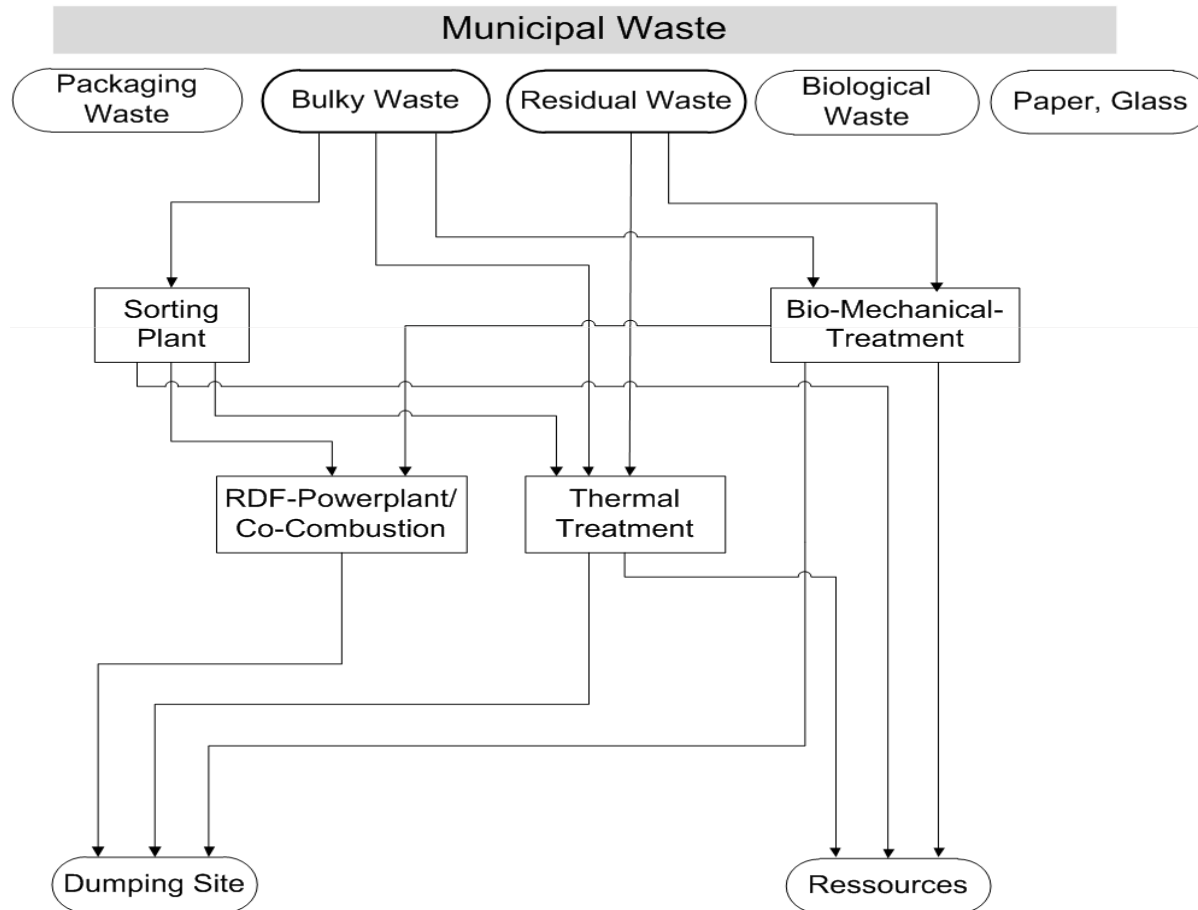 Municipal Waste
Packaging
Waste
Bulky Waste
Residual Waste
Biological
Waste
Paper, Glass
Sorting
Plant
Bio-Mechanical-
Treatment
RDF-Powerplant/
Co-Combustion
Thermal
Treatment
Dumping Site
Ressources